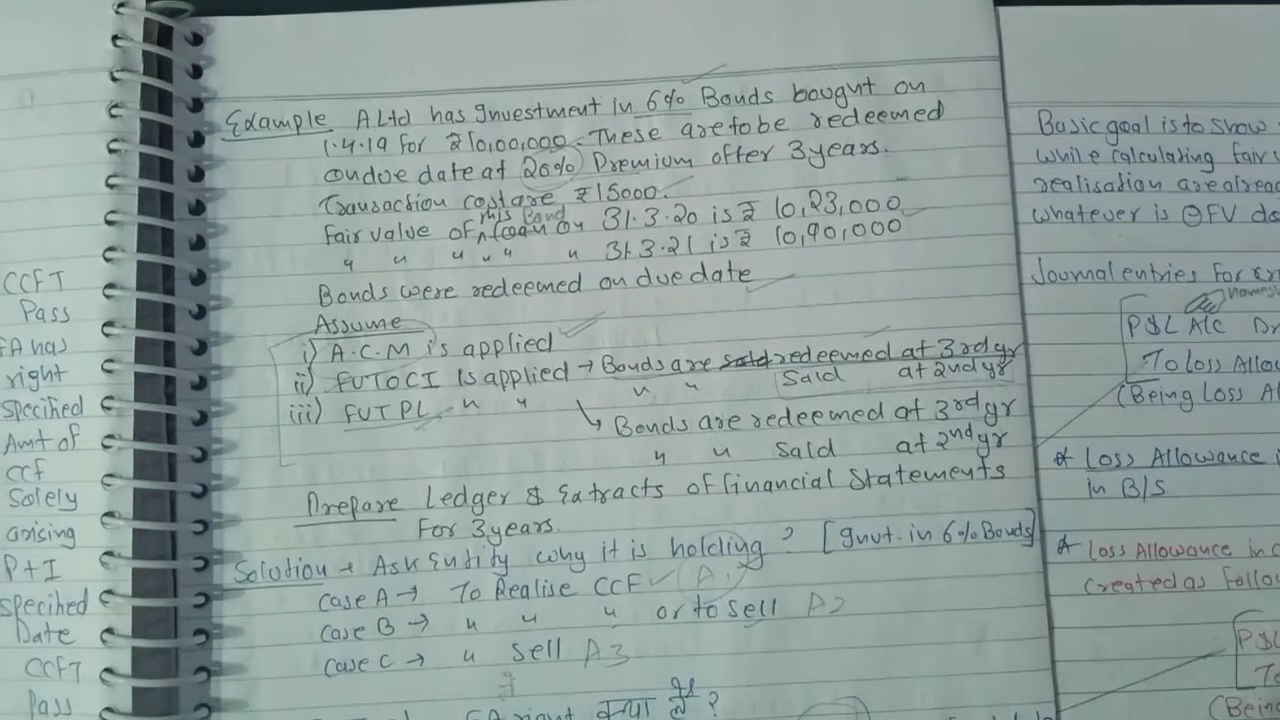 CCFT
Pass
FA has
right
specified
Amt of
CCF
Solely
arising
P+I
specified
Date
CCFT
Pass
Example A Ltd has Investment in 6% Bonds bought on
1.4.19 for ₹10,00,000. These are to be redeemed
on due date at 20% Premium after 3 years.
Transaction cost are ₹15000.
Fair value of this Bond on 31.3.20 is ₹ 10,23,000
" " " " " 31.3.21 is ₹ 10,90,000
Bonds were redeemed on due date
Assume
i) A.C.M is applied
ii) FVTOCI is applied → Bonds are redeemed at 3rd yr
" " Sald at 2nd yr
iii) FVTPL " "
↳ Bonds are redeemed at 3rd yr
" " Sald at 2nd yr
Prepare Ledger & Extracts of Financial Statements
For 3 years.
Solution → Ask Entity why it is holding ? [Invt. in 6% Bonds]
Case A → To Realise CCF A1
Case B → " " " or to sell A2
Case C → " Sell A3
FA right क्या है ?
Basic goal is to show
while calculating fair
realisation are alrea
whatever is ⊖ FV
Journal entries for
P&L A/c Dr
To Loss Allow
(Being Loss Al
* Loss Allowance
in B/S
* Loss Allowance in
Created as Follo
P&L
To
(Bein